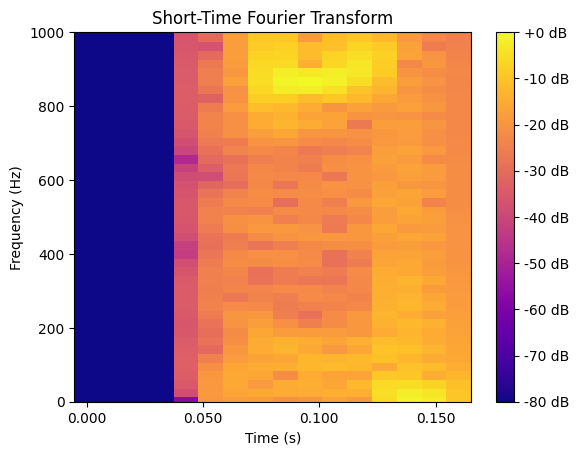 Short-Time Fourier Transform
1000
800
600
400
200
0
Frequency (Hz)
0.000
0.050
0.100
0.150
Time (s)
+0 dB
-10 dB
-20 dB
-30 dB
-40 dB
-50 dB
-60 dB
-70 dB
-80 dB